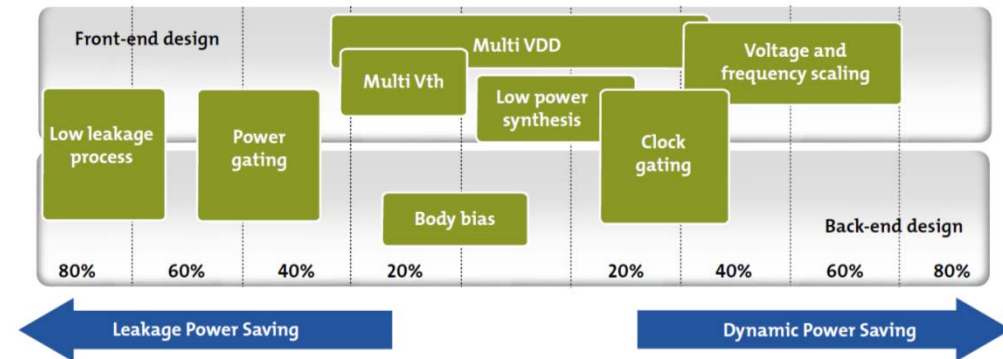 Front-end design
Multi VDD
Voltage and
frequency scaling
Multi Vth
Low power
synthesis
Low leakage
process
Power
gating
Clock
gating
Body bias
Back-end design
80% 60% 40% 20% 20% 40% 60% 80%
Leakage Power Saving
Dynamic Power Saving